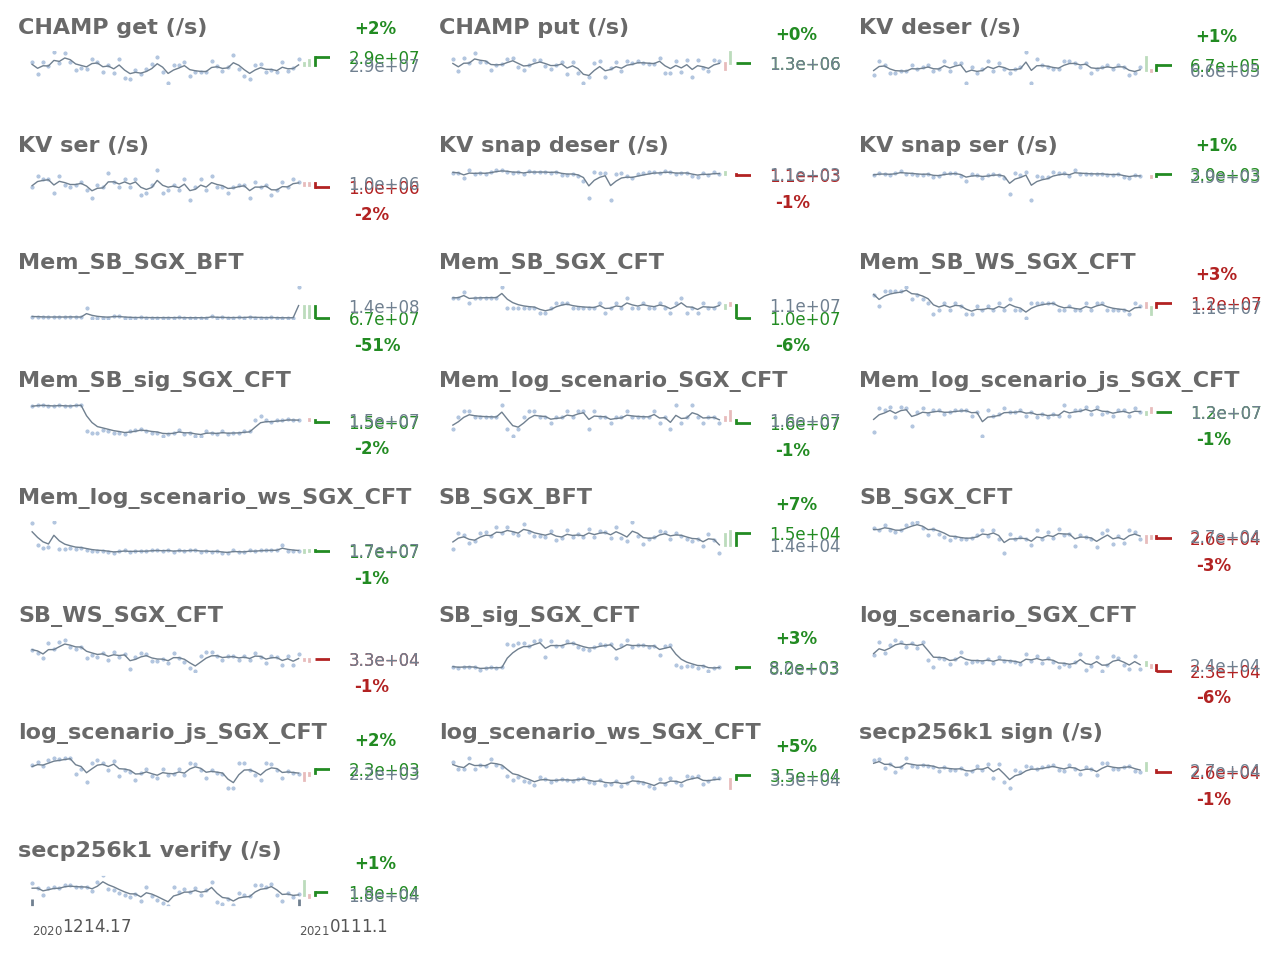 CHAMP get (/s)
+2%
2.9e+07
2.9e+07
CHAMP put (/s)
+0%
1.3e+06
KV deser (/s)
+1%
6.7e+05
6.6e+05
KV ser (/s)
1.0e+06
1.0e+06
-2%
KV snap deser (/s)
1.1e+03
1.1e+03
-1%
KV snap ser (/s)
+1%
3.0e+03
2.9e+03
Mem_SB_SGX_BFT
1.4e+08
6.7e+07
-51%
Mem_SB_SGX_CFT
1.1e+07
1.0e+07
-6%
Mem_SB_WS_SGX_CFT
+3%
1.2e+07
1.2e+07
Mem_SB_sig_SGX_CFT
1.5e+07
1.5e+07
-2%
Mem_log_scenario_SGX_CFT
1.6e+07
1.6e+07
-1%
Mem_log_scenario_js_SGX_CFT
1.2e+07
-1%
Mem_log_scenario_ws_SGX_CFT
1.7e+07
1.7e+07
-1%
SB_SGX_BFT
+7%
1.5e+04
1.4e+04
SB_SGX_CFT
2.7e+04
2.6e+04
-3%
SB_WS_SGX_CFT
3.3e+04
-1%
SB_sig_SGX_CFT
+3%
8.2e+03
8.0e+03
log_scenario_SGX_CFT
2.4e+04
2.3e+04
-6%
log_scenario_js_SGX_CFT
+2%
2.3e+03
2.2e+03
log_scenario_ws_SGX_CFT
+5%
3.5e+04
3.3e+04
secp256k1 sign (/s)
2.7e+04
2.6e+04
-1%
secp256k1 verify (/s)
+1%
1.8e+04
1.8e+04
20201214.17
20210111.1